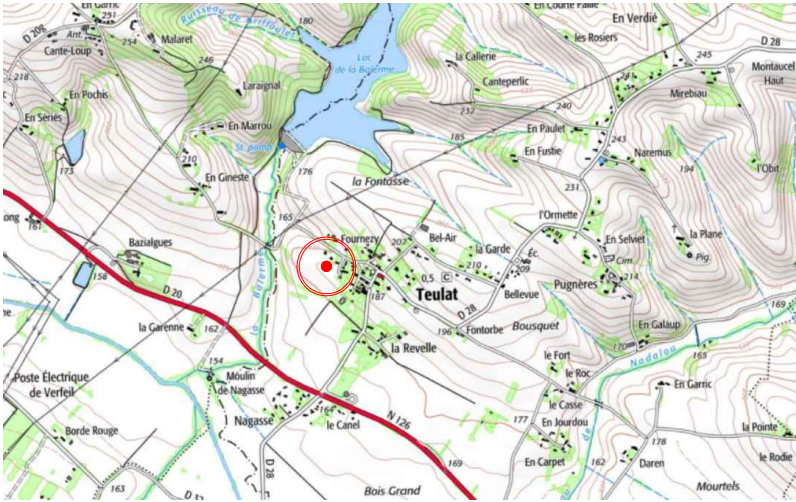 En Garric
251
180
En Courte Paille
En Verdié
Ruisseau de Griffoulet
D 20g
Ant.
254
Malaret
Cante-Loup
246
les Rosiers
D 28
la Callerie
Lac
de la Balerme
245
241
Montaucel
Haut
218
Laraignal
Canteperlic
Mirebiau
En Pochis
232
240
En Sériès
En Marrou
185
En Paulet
243
St. pomp.
En Fustie
Naremus
210
176
173
194
l'Obit
En Gineste
la Fontasse
231
165
l'Ormette
161
Fournezy
Bel-Air
En Selviet
la Plane
Bazialgues
207
la Garde
Éc.
Cim.
Pig.
158
210
209
0,5
C
214
la Balerme
Pugnères
D 20
187
Teulat
Bellevue
169
la Garenne
162
D 28
Bousquet
196
Fontorbe
En Galaup
170
165
la Revelle
Nadalou
154
le Fort
Poste Électrique
de Verfeil
Moulin
de Nagasse
le Roc
En Garric
le Casse
164
Nagasse
le Canel
177
En Jourdou
la Pointe
Borde Rouge
N 126
178
de
le Rodie
En Carpet
D 28
169
162
Daren
163
Bois Grand
Mourtels